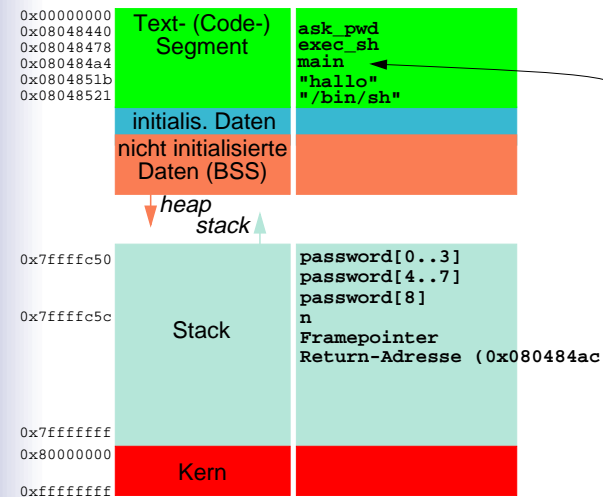 0x00000000
0x08048440
0x08048478
0x080484a4
0x0804851b
0x08048521
Text- (Code-)
Segment
ask_pwd
exec_sh
main
"hallo"
"/bin/sh"
initialis. Daten
nicht initialisierte
Daten (BSS)
heap
stack
0x7ffffc50
0x7ffffc5c
0x7fffffff
Stack
password[0..3]
password[4..7]
password[8]
n
Framepointer
Return-Adresse (0x080484ac
0x80000000
0xffffffff
Kern